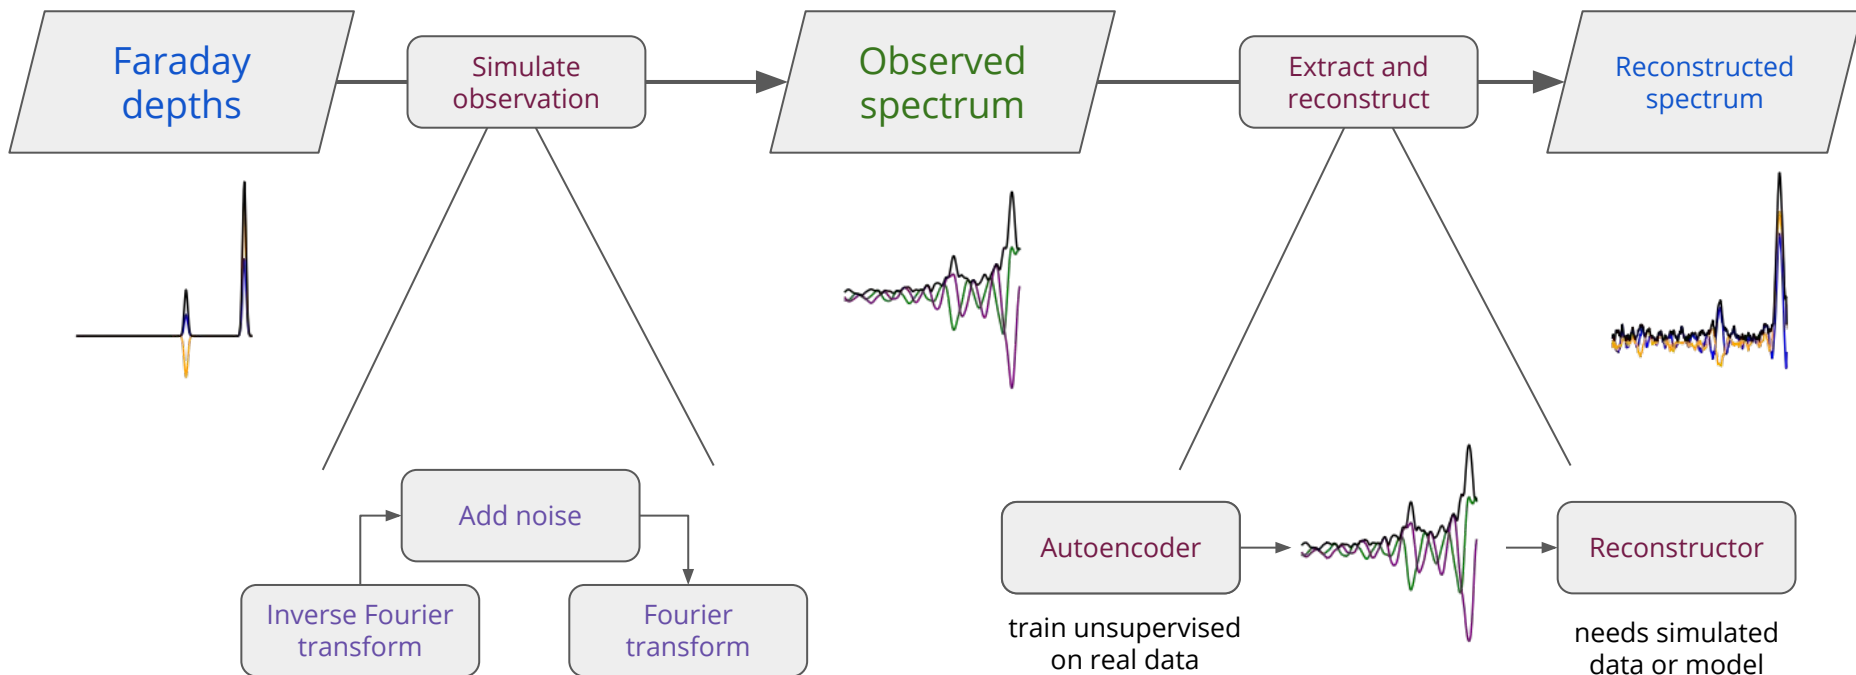 Faraday
depths
Simulate
observation
Observed
spectrum
Extract and
reconstruct
Reconstructed
spectrum
Add noise
Inverse Fourier
transform
Fourier
transform
Autoencoder
train unsupervised
on real data
Reconstructor
needs simulated
data or model